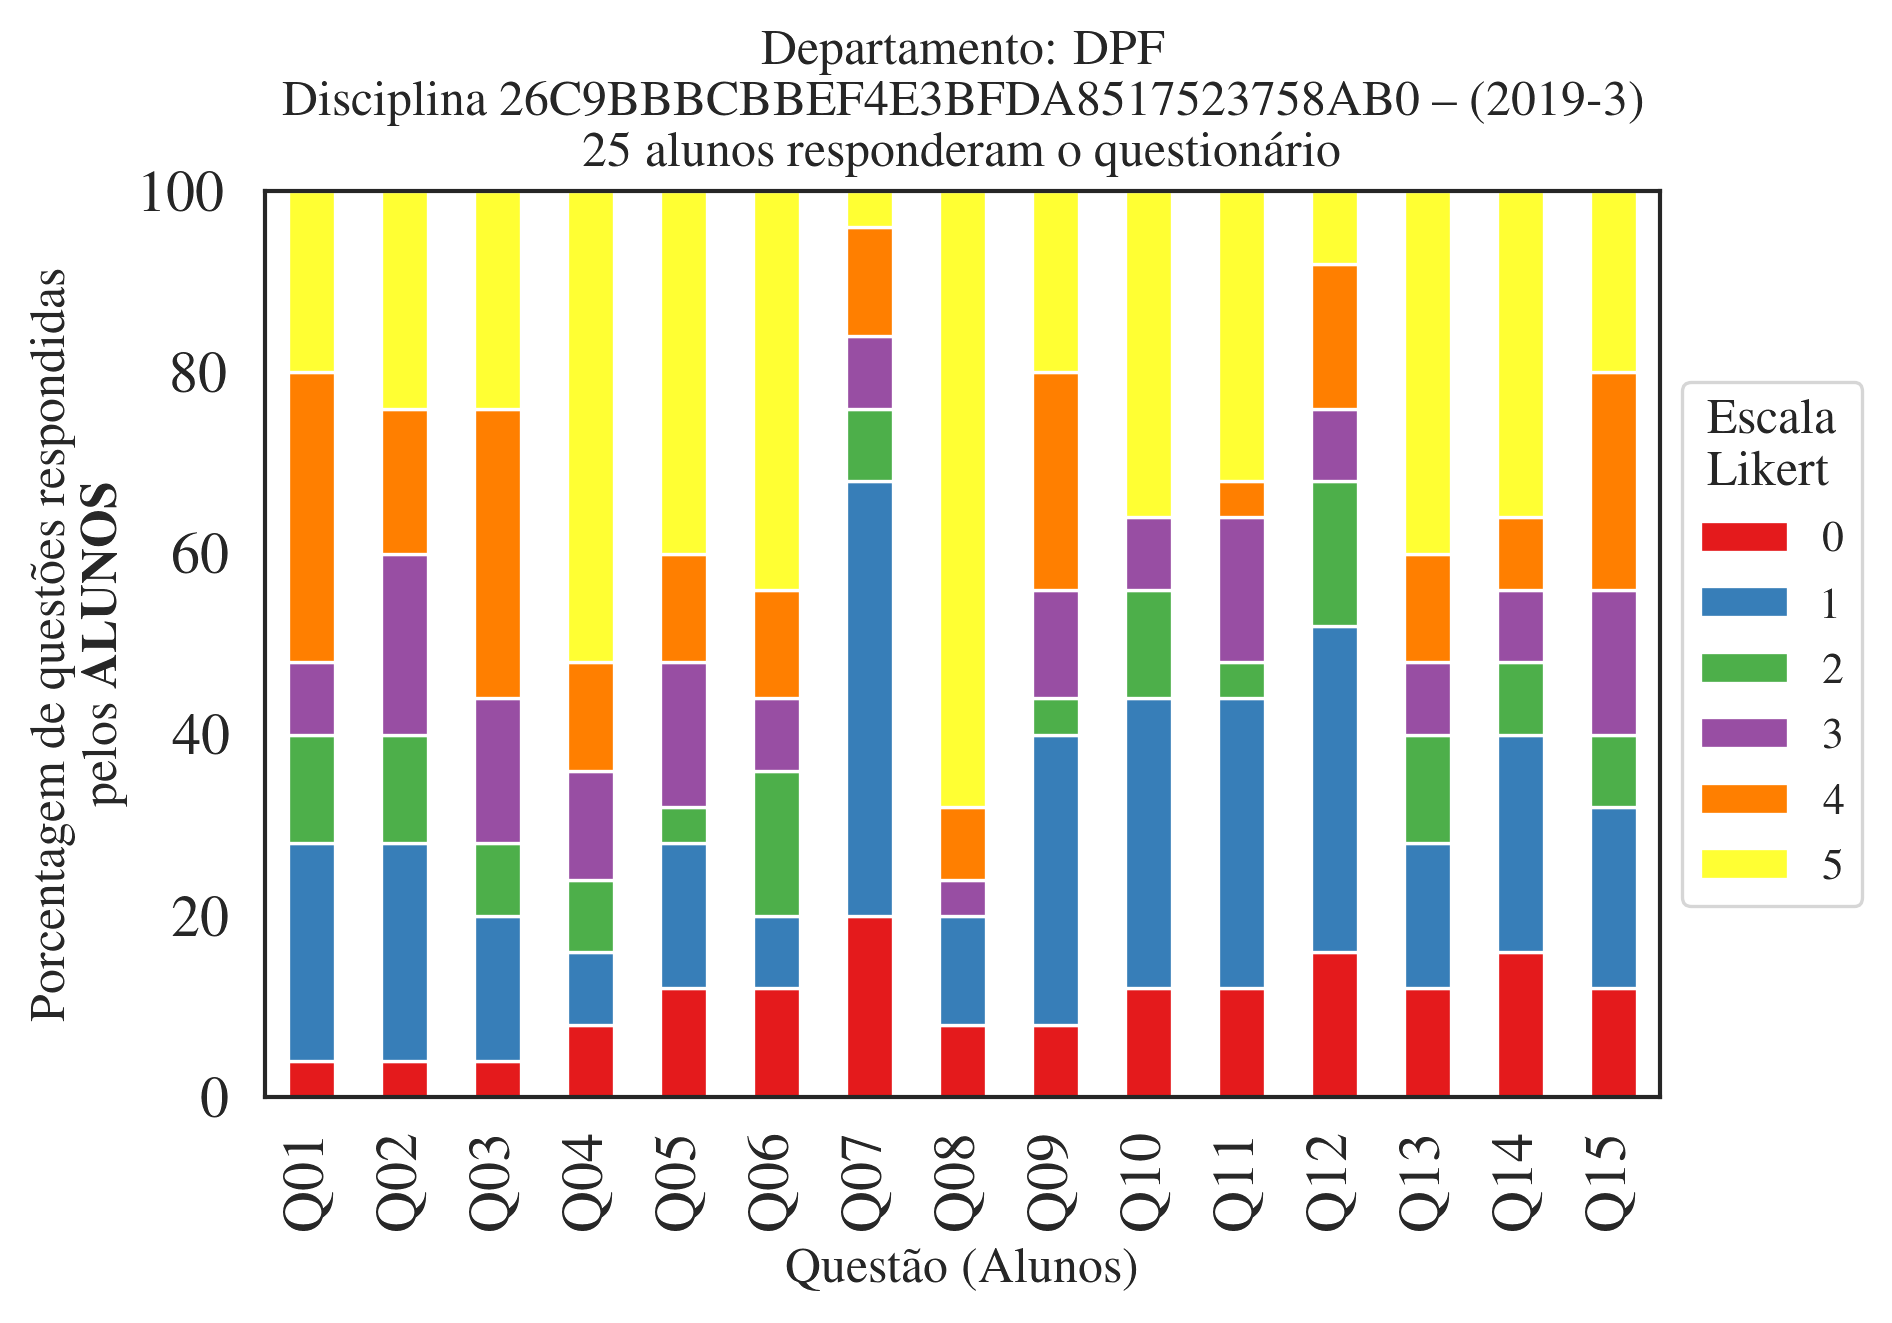 Departamento: DPF
Disciplina 26C9BBBCBBEF4E3BFDA8517523758AB0 – (2019-3)
25 alunos responderam o questionário
Porcentagem de questões respondidas
pelos ALUNOS
100
80
60
40
20
0
Q01
Q02
Q03
Q04
Q05
Q06
Q07
Q08
Q09
Q10
Q11
Q12
Q13
Q14
Q15
Questão (Alunos)
Escala
Likert
0
1
2
3
4
5